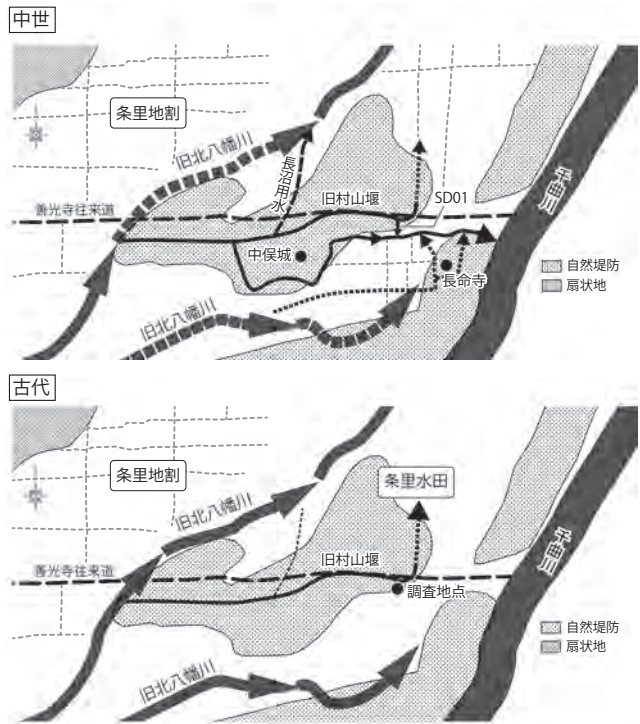 中世
条里地割
旧北八幡川
長沼用水
善光寺往来道
旧村山堰
SD01
千曲川
中俣城
長命寺
自然堤防
扇状地
旧北八幡川
古代
条里地割
旧北八幡川
条里水田
善光寺往来道
旧村山堰
調査地点
千曲川
自然堤防
扇状地
旧北八幡川